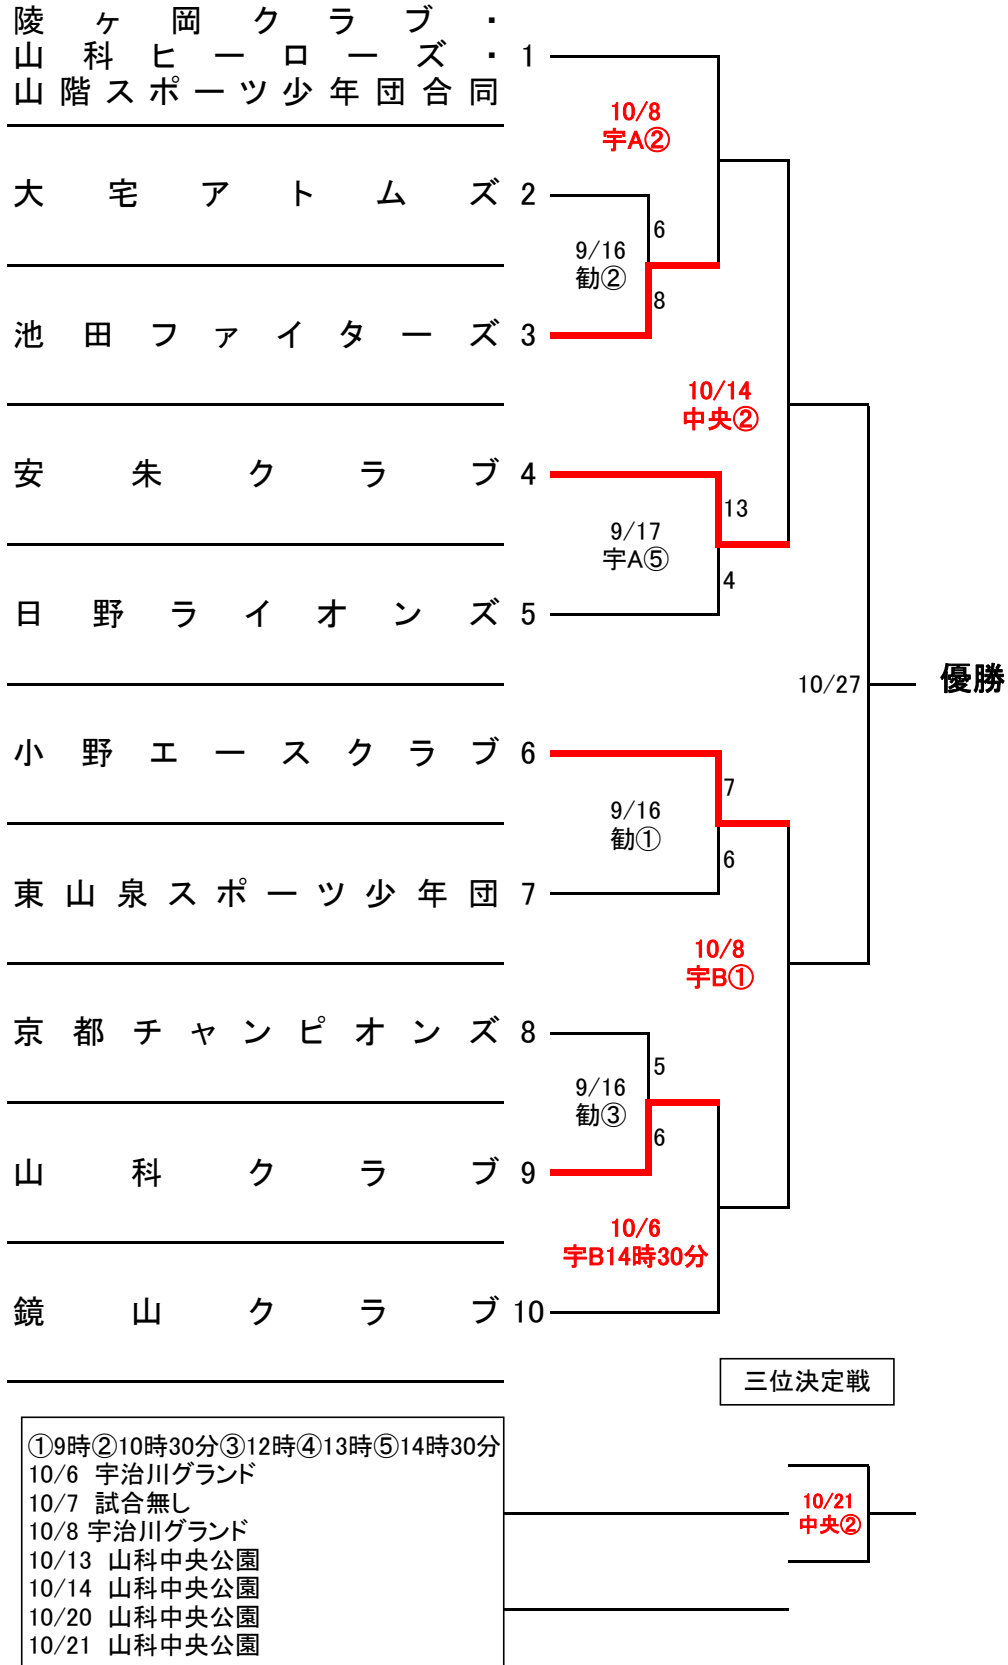 陵ヶ岡クラブ・
山科ヒーローズ・
山階スポーツ少年団合同
1
10/8
宇A②
大宅アトムズ 2
6
9/16
勧②
8
池田ファイターズ 3
10/14
中央②
安朱クラブ 4
13
9/17
宇A⑤
4
日野ライオンズ 5
10/27
優勝
小野エースクラブ 6
7
9/16
勧①
6
東山泉スポーツ少年団 7
10/8
宇B①
京都チャンピオンズ 8
5
9/16
勧③
6
山科クラブ 9
10/6
宇B14時30分
鏡山クラブ 10
三位決定戦
①9時②10時30分③12時④13時⑤14時30分
10/6 宇治川グランド
10/7 試合無し
10/8 宇治川グランド
10/13 山科中央公園
10/14 山科中央公園
10/20 山科中央公園
10/21 山科中央公園
10/21
中央②